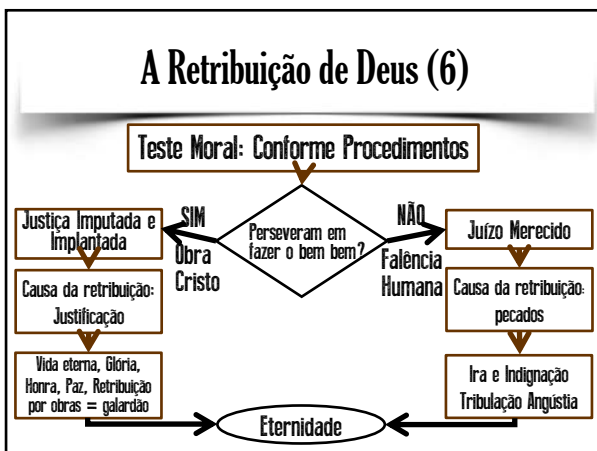 A Retribuição de Deus (6)
Teste Moral: Conforme Procedimentos
SIM
NÃO
Justiça Imputada e
Implantada
Perseveram em
fazer o bem bem?
Juízo Merecido
Obra
Cristo
Falência
Humana
Causa da retribuição:
Justificação
Causa da retribuição:
pecados
Vida eterna, Glória,
Honra, Paz, Retribuição
por obras = galardão
Ira e Indignação
Tribulação Angústia
Eternidade